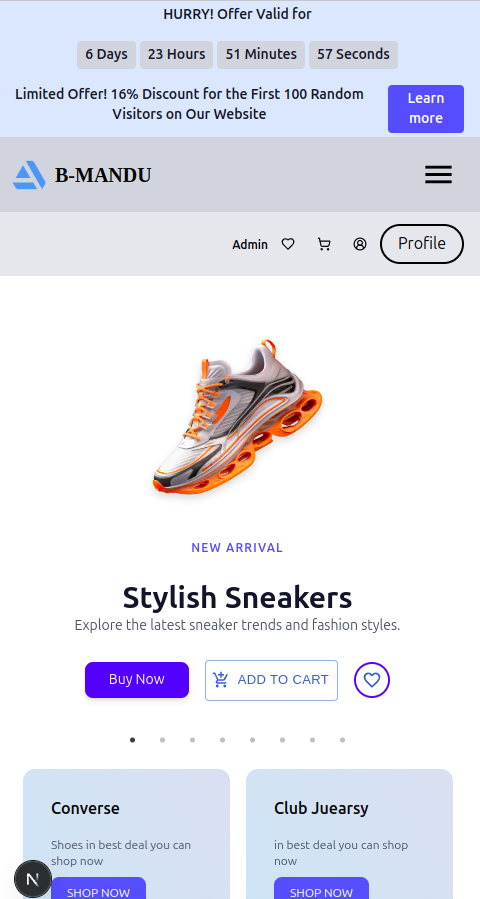 HURRY! Offer Valid for
6 Days 23 Hours 51 Minutes 57 Seconds
Limited Offer! 16% Discount for the First 100 Random
Visitors on Our Website
Learn
more
B-MANDU
Admin
Profile
NEW ARRIVAL
Stylish Sneakers
Explore the latest sneaker trends and fashion styles.
Buy Now
ADD TO CART
Converse
Shoes in best deal you can
shop now
SHOP NOW
Club Juearsy
in best deal you can shop
now
SHOP NOW
N